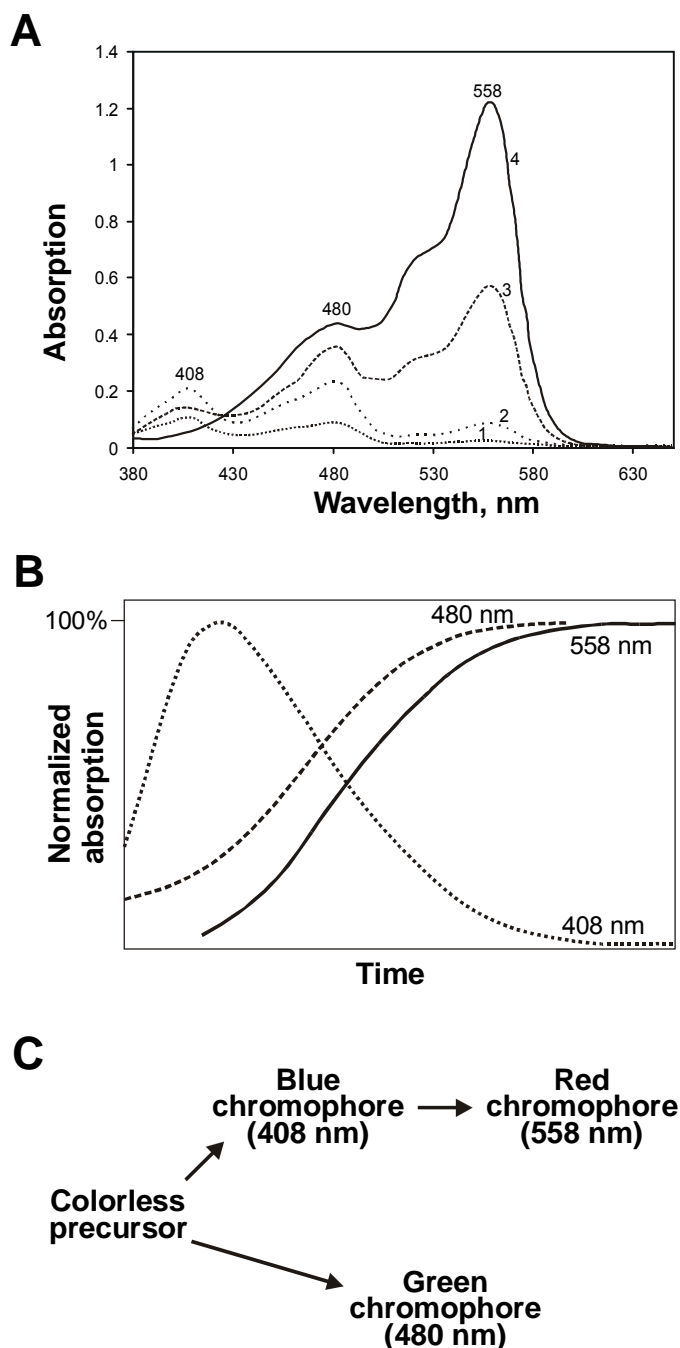 A
1.4
1.2
1
0.8
0.6
0.4
0.2
0
Absorption
558
4
480
3
408
2
1
380 430 480 530 580 630
Wavelength, nm
B
100%
480 nm
558 nm
408 nm
Normalized
absorption
Time
C
Blue
chromophore
(408 nm)
Red
chromophore
(558 nm)
Colorless
precursor
Green
chromophore
(480 nm)